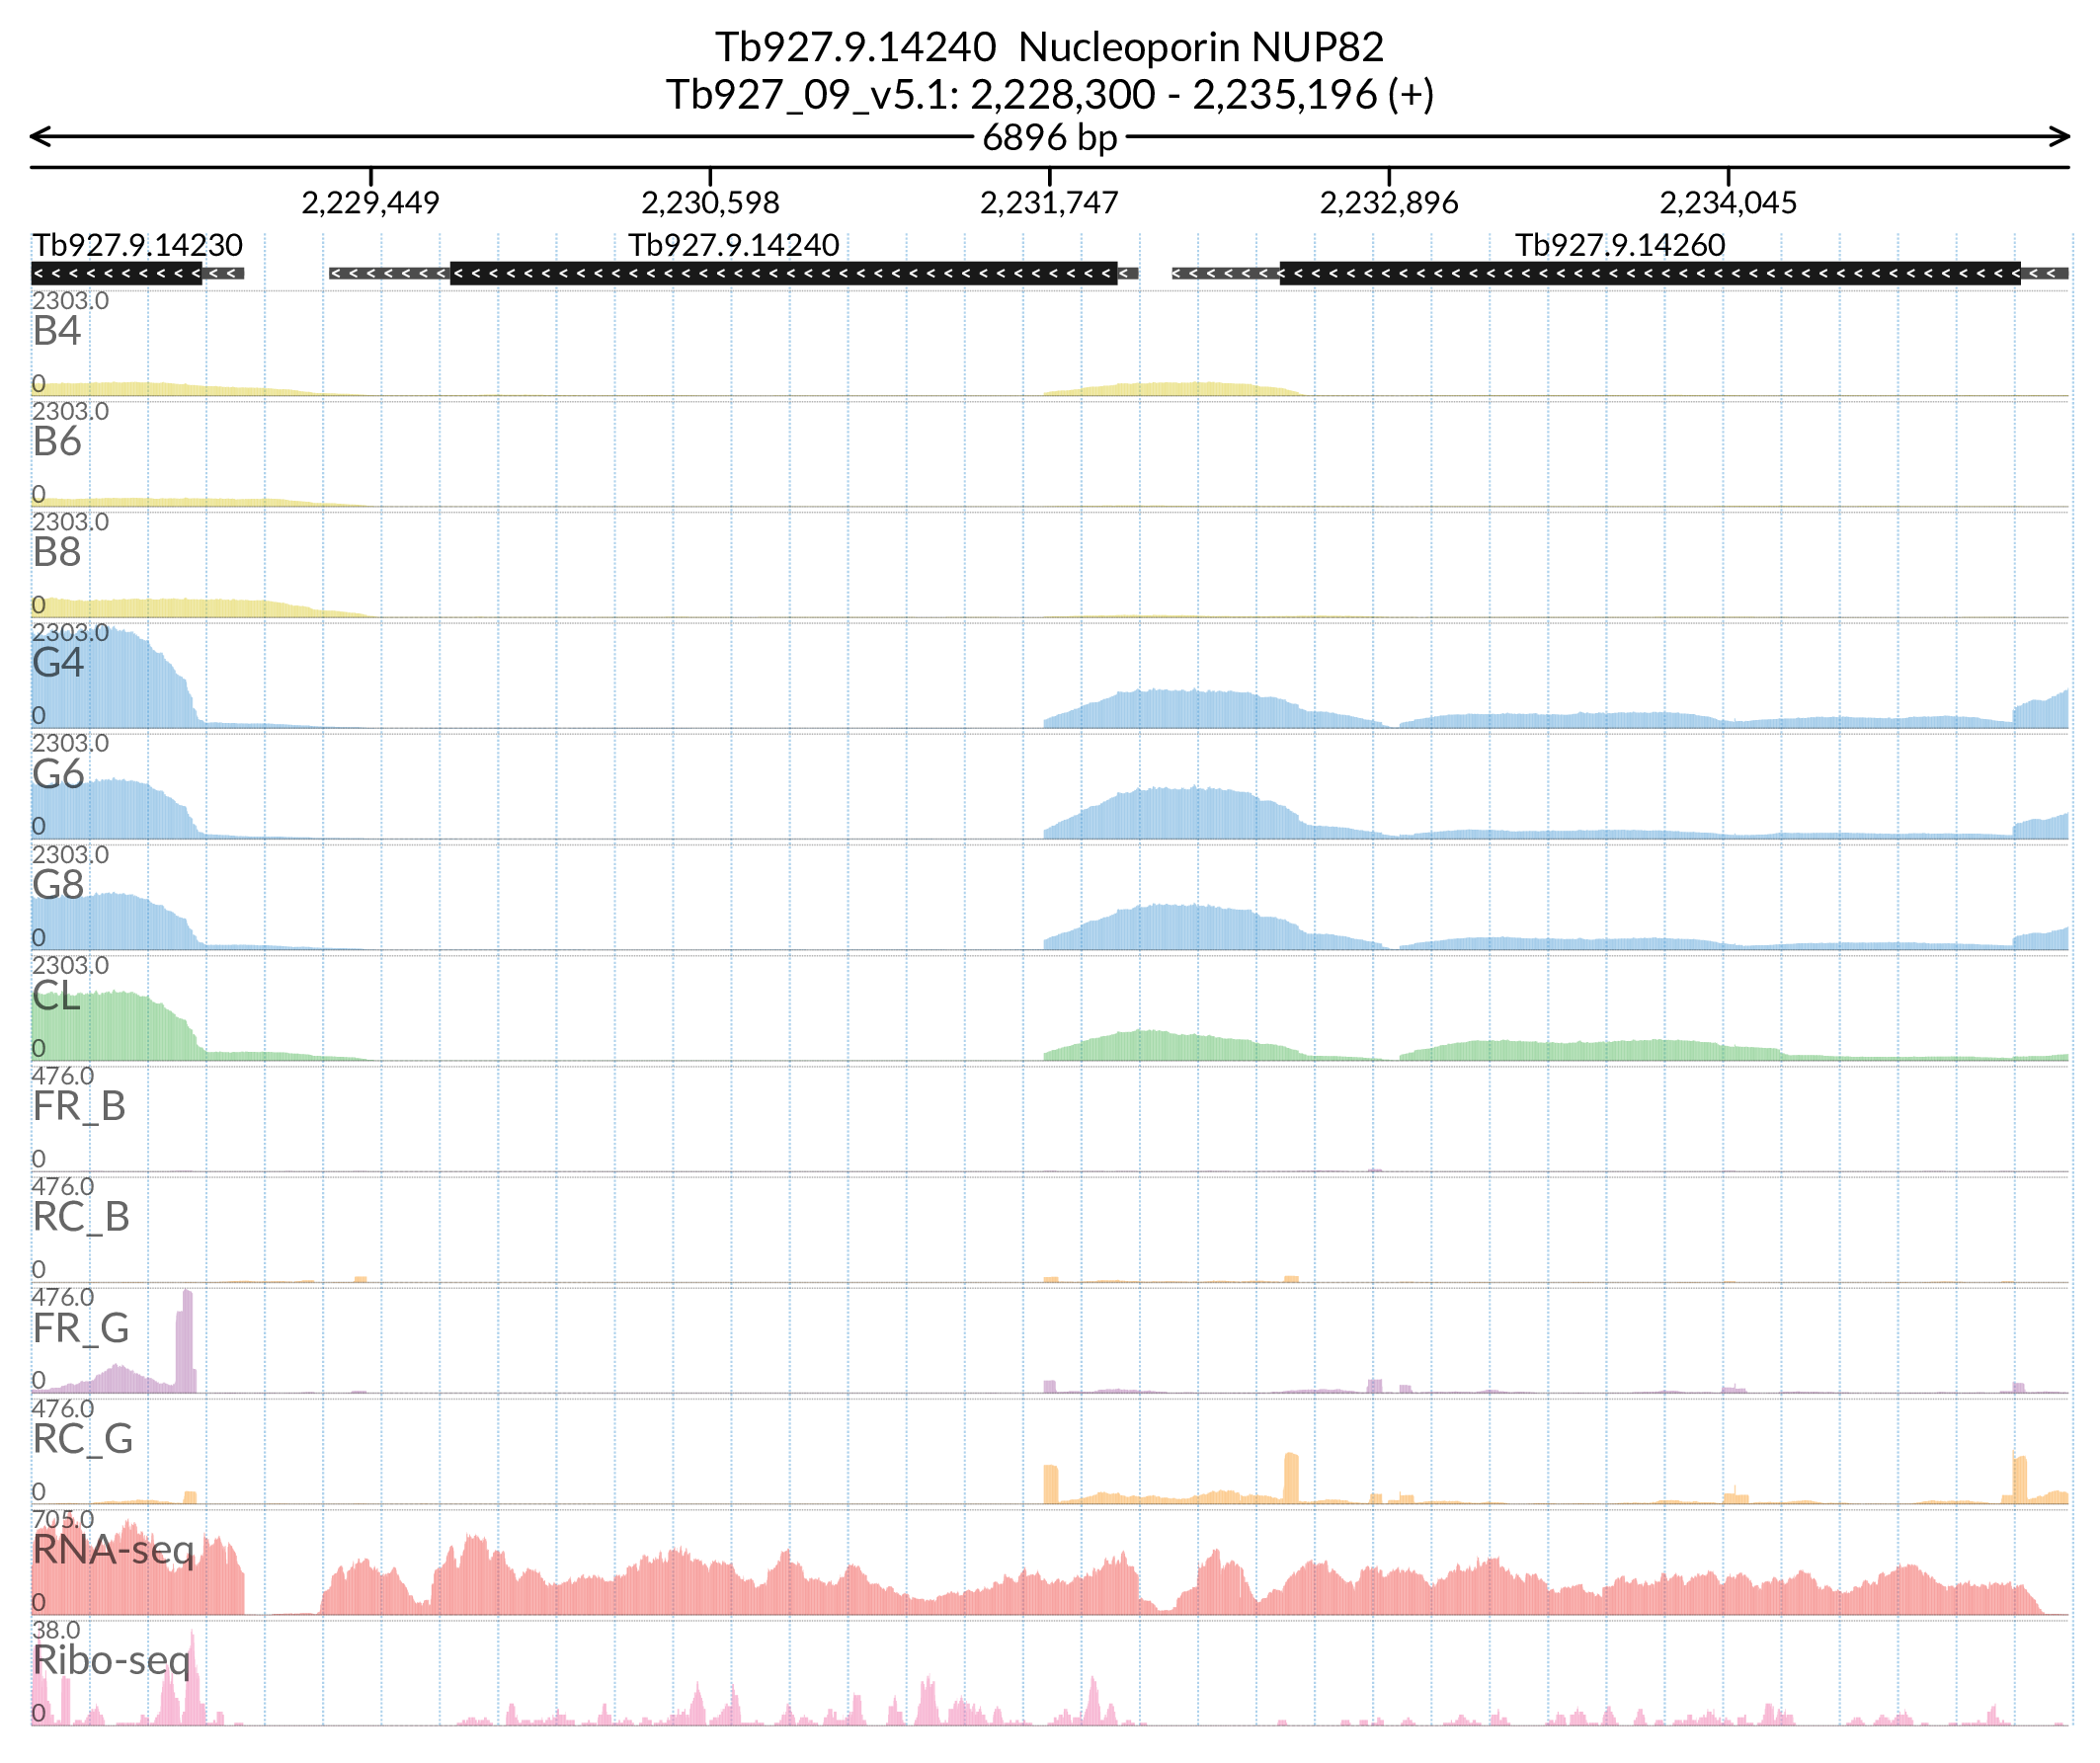 Tb927.9.14240  Nucleoporin NUP82
Tb927_09_v5.1: 2,228,300 - 2,235,196 (+)
6896 bp
2,229,449 2,230,598 2,231,747 2,232,896 2,234,045
Tb927.9.14230 Tb927.9.14240 Tb927.9.14260
2303.0
B4
0
2303.0
B6
0
2303.0
B8
0
2303.0
G4
0
2303.0
G6
0
2303.0
G8
0
2303.0
CL
0
476.0
FR_B
0
476.0
RC_B
0
476.0
FR_G
0
476.0
RC_G
0
705.0
RNA-seq
0
38.0
Ribo-seq
0